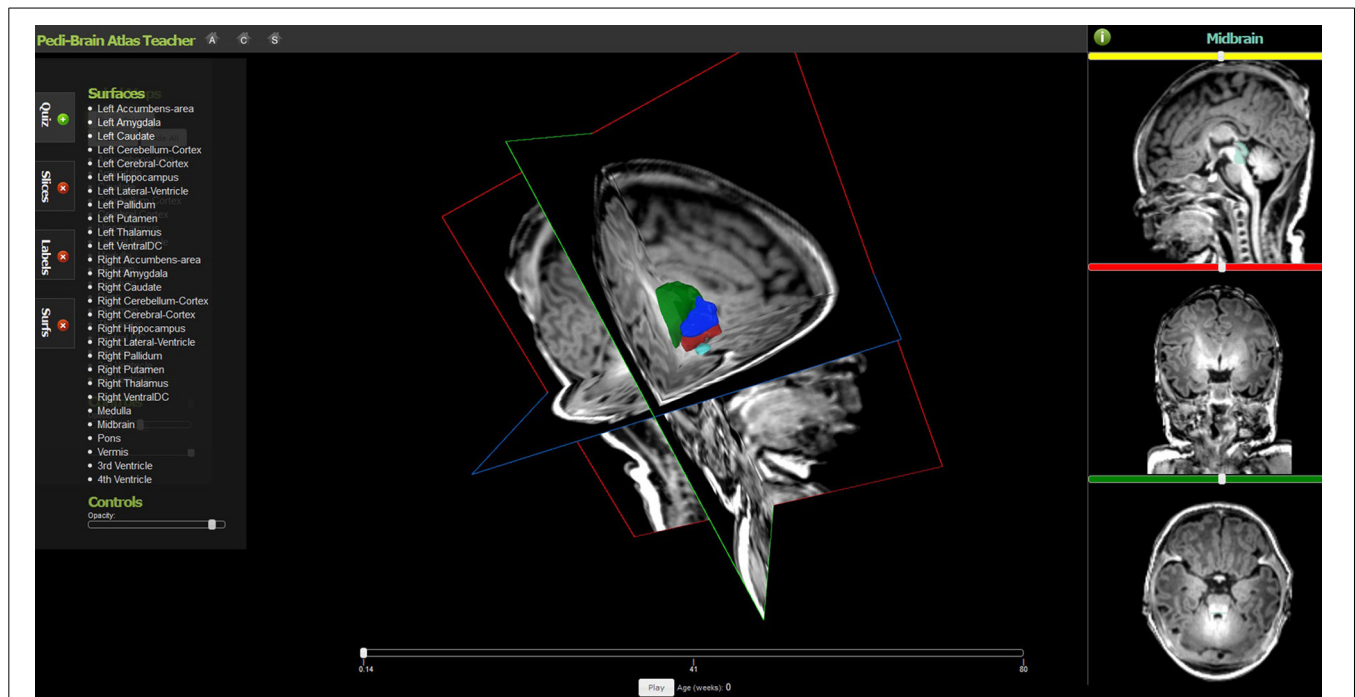 Pedi-Brain Atlas Teacher A C S
Midbrain
Quiz
Slices
Labels
Surfs
Surfaces
Left Accumbens-area
Left Amygdala
Left Caudate
Left Cerebellum-Cortex
Left Cerebral-Cortex
Left Hippocampus
Left Lateral-Ventricle
Left Pallidum
Left Putamen
Left Thalamus
Left VentralDC
Right Accumbens-area
Right Amygdala
Right Caudate
Right Cerebellum-Cortex
Right Cerebral-Cortex
Right Hippocampus
Right Lateral-Ventricle
Right Pallidum
Right Putamen
Right Thalamus
Right VentralDC
Medulla
Midbrain
Pons
Vermis
3rd Ventricle
4th Ventricle
Controls
Opacity:
0.14 41 80
Play Age (weeks): 0